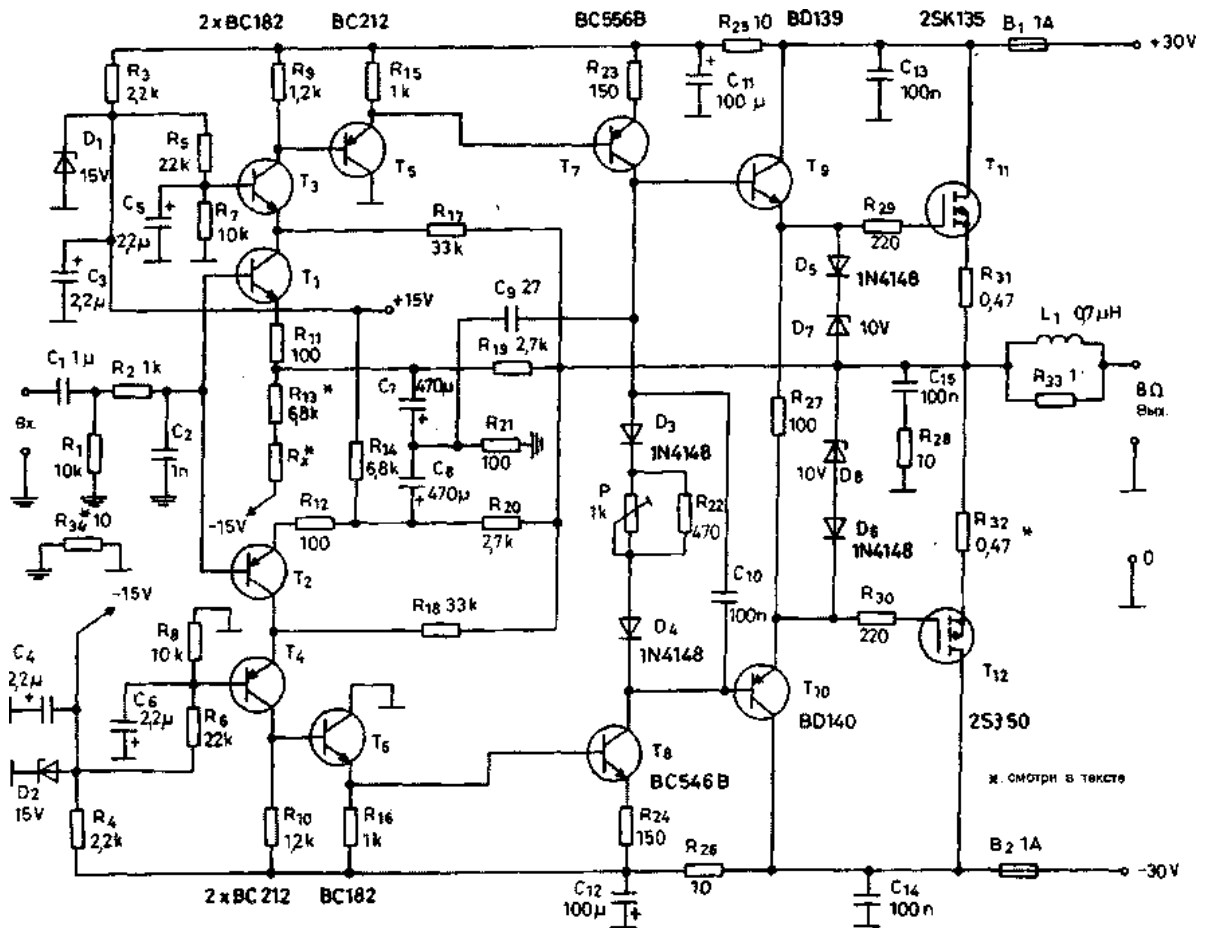 2xBC182
BC212
BC556B
BD139
2SK135
B1 1A
+30V
R3
2,2k
R9
1,2k
R15
1k
R23
150
R25 10
C11
100 µ
C13
100n
D1
15V
R5
22k
T3
T5
T7
T9
T11
C5
2,2µ
R7
10k
R17
33k
R29
220
C3
2,2µ
T1
D5
1N4148
R31
0,47
+15V
C9 27
D7
10V
L1 0,7µH
R11
100
R19
2,7k
C1 1µ
R2 1k
R13*
6,8k
C7
470µ
C15
100n
R33 1
8Ω
Вых.
Вх.
R1
10k
C2
1n
Rx*
R14
6,8k
R21
100
D3
1N4148
R27
100
R28
10
C8
470µ
10V
D8
R34* 10
-15V
R12
100
R20
2,7k
P
1k
R22
470
D6
1N4148
R32
0,47 *
0
T2
C10
100n
-15V
R18 33k
R30
220
R8
10k
T4
D4
1N4148
C4
2,2µ
C6
2,2µ
R6
22k
T6
T8
BC546B
T10
BD140
T12
2SJ50
* смотри в тексте
D2
15V
R4
2,2k
R10
1,2k
R16
1k
R24
150
R26
10
B2 1A
-30V
2xBC212
BC182
C12
100µ
C14
100n